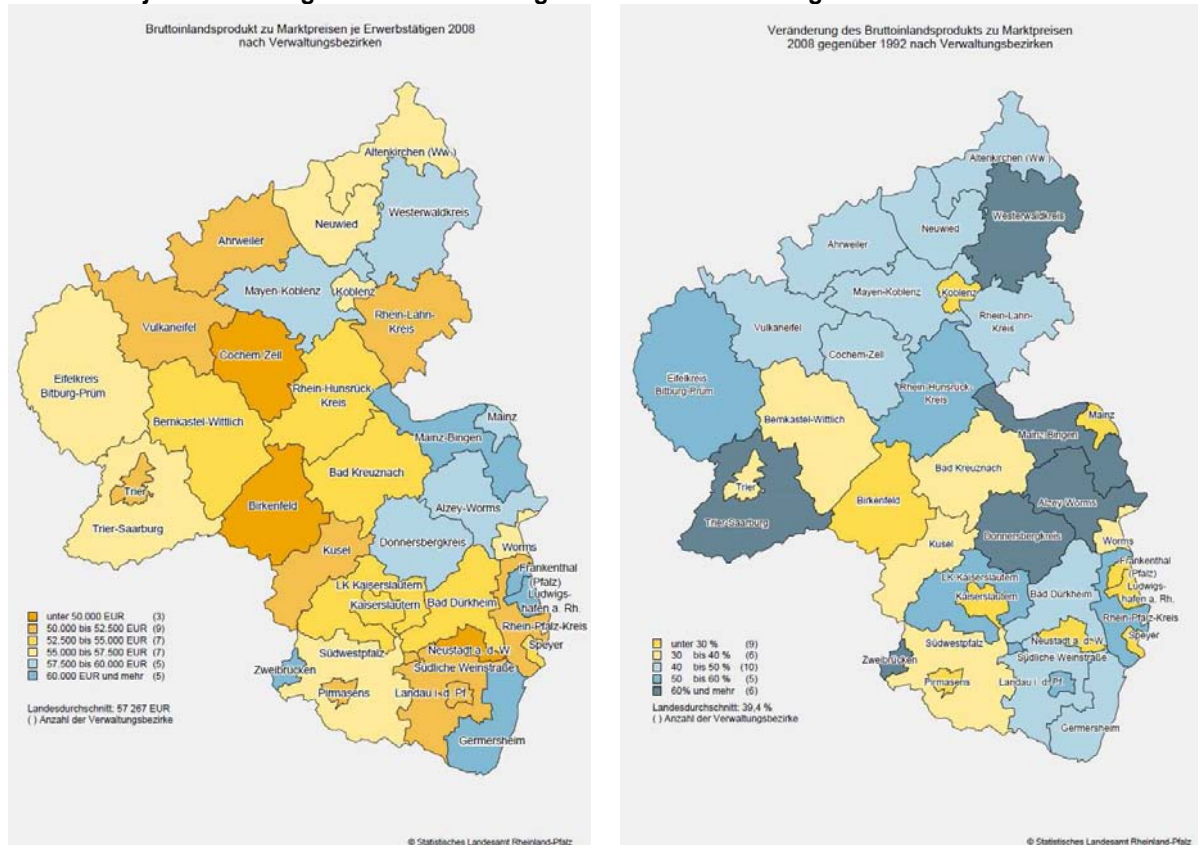 Bruttoinlandsprodukt zu Marktpreisen je Erwerbstätigen 2008
nach Verwaltungsbezirken
Altenkirchen (Ww.)
Westerwaldkreis
Neuwied
Ahrweiler
Mayen-Koblenz
Koblenz
Rhein-Lahn-
Kreis
Vulkaneifel
Cochem-Zell
Eifelkreis
Bitburg-Prüm
Rhein-Hunsrück-
Kreis
Bernkastel-Wittlich
Mainz
Mainz-Bingen
Bad Kreuznach
Trier
Birkenfeld
Alzey-Worms
Trier-Saarburg
Donnersbergkreis
Kusel
Worms
Frankenthal
(Pfalz)
LK Kaiserslautern
Ludwigs-
hafen a. Rh.
Kaiserslautern
Bad Dürkheim
Rhein-Pfalz-Kreis
Speyer
Neustadt a. d. W.
Südwestpfalz
Südliche Weinstraße
Zweibrücken
Pirmasens
Landau i. d. Pf.
Germersheim
unter 50.000 EUR (3)
50.000 bis 52.500 EUR (9)
52.500 bis 55.000 EUR (7)
55.000 bis 57.500 EUR (7)
57.500 bis 60.000 EUR (5)
60.000 EUR und mehr (5)
Landesdurchschnitt: 57 267 EUR
( ) Anzahl der Verwaltungsbezirke
© Statistisches Landesamt Rheinland-Pfalz
Veränderung des Bruttoinlandsprodukts zu Marktpreisen
2008 gegenüber 1992 nach Verwaltungsbezirken
Altenkirchen (Ww.)
Westerwaldkreis
Neuwied
Ahrweiler
Mayen-Koblenz
Koblenz
Rhein-Lahn-
Kreis
Vulkaneifel
Cochem-Zell
Eifelkreis
Bitburg-Prüm
Rhein-Hunsrück-
Kreis
Bernkastel-Wittlich
Mainz
Mainz-Bingen
Bad Kreuznach
Trier
Birkenfeld
Alzey-Worms
Trier-Saarburg
Donnersbergkreis
Kusel
Worms
Frankenthal
(Pfalz)
LK Kaiserslautern
Ludwigs-
hafen a. Rh.
Kaiserslautern
Bad Dürkheim
Rhein-Pfalz-Kreis
Speyer
Neustadt a. d. W.
Südwestpfalz
Südliche Weinstraße
Zweibrücken
Pirmasens
Landau i. d. Pf.
Germersheim
unter 30 % (9)
30 bis 40 % (6)
40 bis 50 % (10)
50 bis 60 % (5)
60% und mehr (6)
Landesdurchschnitt: 39,4 %
( ) Anzahl der Verwaltungsbezirke
© Statistisches Landesamt Rheinland-Pfalz